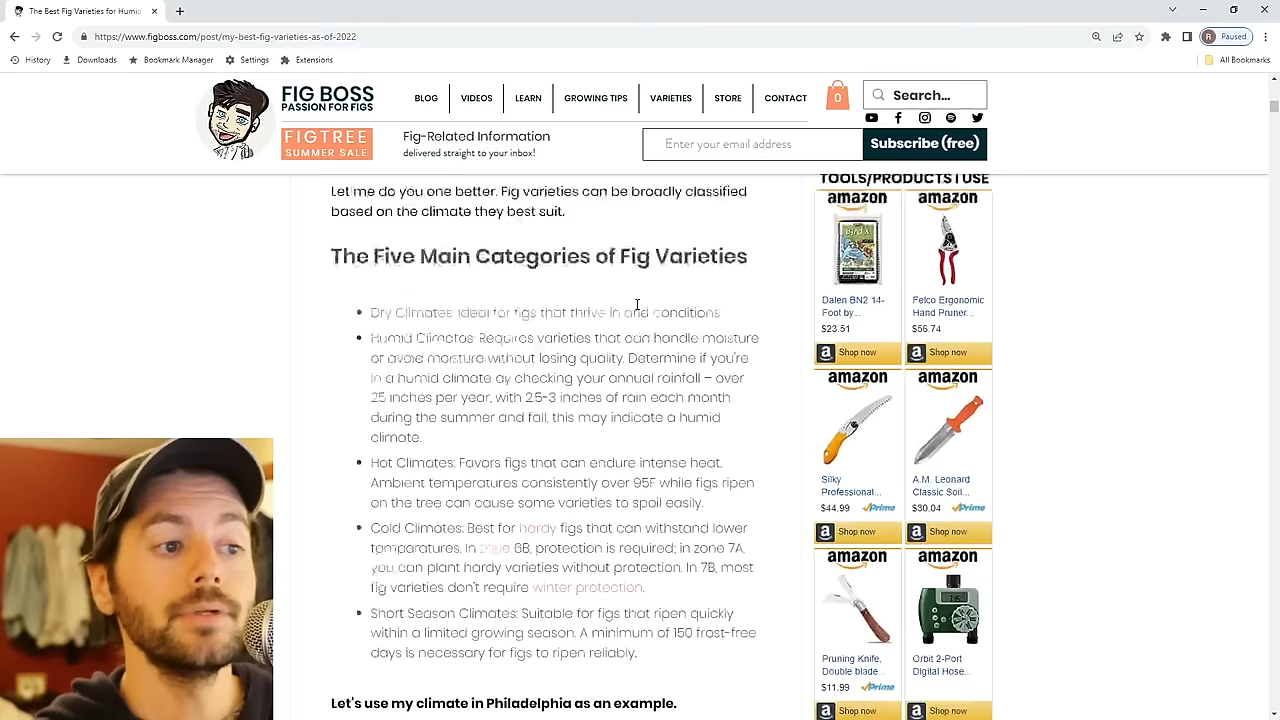 The Best Fig Varieties for Humid
https://www.figboss.com/post/my-best-fig-varieties-as-of-2022
R Paused
History Downloads Bookmark Manager Settings Extensions All Bookmarks
FIG BOSS
PASSION FOR FIGS
BLOG VIDEOS LEARN GROWING TIPS VARIETIES STORE CONTACT
0
Search...
FIGTREE
SUMMER SALE
Fig-Related Information
delivered straight to your inbox!
Enter your email address
Subscribe (free)
Let me do you one better. Fig varieties can be broadly classified
based on the climate they best suit.
The Five Main Categories of Fig Varieties
Dry Climates: Ideal for figs that thrive in arid conditions
Humid Climates: Requires varieties that can handle moisture
or avoid moisture without losing quality. Determine if you're
in a humid climate by checking your annual rainfall – over
25 inches per year, with 2.5-3 inches of rain each month
during the summer and fall, this may indicate a humid
climate.
Hot Climates: Favors figs that can endure intense heat.
Ambient temperatures consistently over 95F while figs ripen
on the tree can cause some varieties to spoil easily.
Cold Climates: Best for hardy figs that can withstand lower
temperatures. In zone 6B, protection is required; in zone 7A,
you can plant hardy varieties without protection. In 7B, most
fig varieties don't require winter protection.
Short Season Climates: Suitable for figs that ripen quickly
within a limited growing season. A minimum of 150 frost-free
days is necessary for figs to ripen reliably.
Let's use my climate in Philadelphia as an example.
TOOLS/PRODUCTS I USE
amazon
Dalen BN2 14-
Foot by...
$23.51
Shop now
amazon
Felco Ergonomic
Hand Pruner...
$56.74
Shop now
amazon
Silky
Professional...
$44.99 Prime
Shop now
amazon
A.M. Leonard
Classic Soil...
$30.04 Prime
Shop now
amazon
Pruning Knife,
Double blade...
$11.99 Prime
Shop now
amazon
Orbit 2-Port
Digital Hose...
Shop now